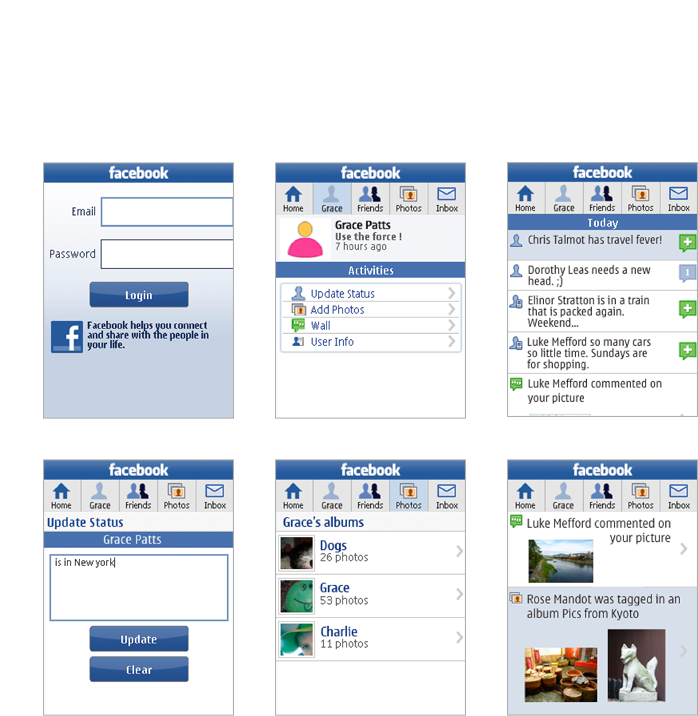 facebook
Email
Password
Login
Facebook helps you connect
and share with the people in
your life.
facebook
Home Grace Friends Photos Inbox
Grace Patts
Use the force !
7 hours ago
Activities
Update Status
Add Photos
Wall
User Info
facebook
Home Grace Friends Photos Inbox
Today
Chris Talmot has travel fever!
Dorothy Leas needs a new
head. ;)
1
Elinor Stratton is in a train
that is packed again.
Weekend...
Luke Mefford so many cars
so little time. Sundays are
for shopping.
Luke Mefford commented on
your picture
facebook
Home Grace Friends Photos Inbox
Update Status
Grace Patts
is in New york
Update
Clear
facebook
Home Grace Friends Photos Inbox
Grace's albums
Dogs
26 photos
Grace
53 photos
Charlie
11 photos
facebook
Home Grace Friends Photos Inbox
Luke Mefford commented on
your picture
Rose Mandot was tagged in an
album Pics from Kyoto